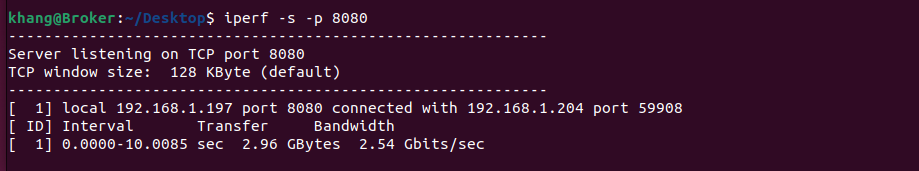 khang@Broker:~/Desktop$ iperf -s -p 8080
------------------------------------------------------------
Server listening on TCP port 8080
TCP window size:  128 KByte (default)
------------------------------------------------------------
[  1] local 192.168.1.197 port 8080 connected with 192.168.1.204 port 59908
[ ID] Interval       Transfer     Bandwidth
[  1] 0.0000-10.0085 sec  2.96 GBytes  2.54 Gbits/sec